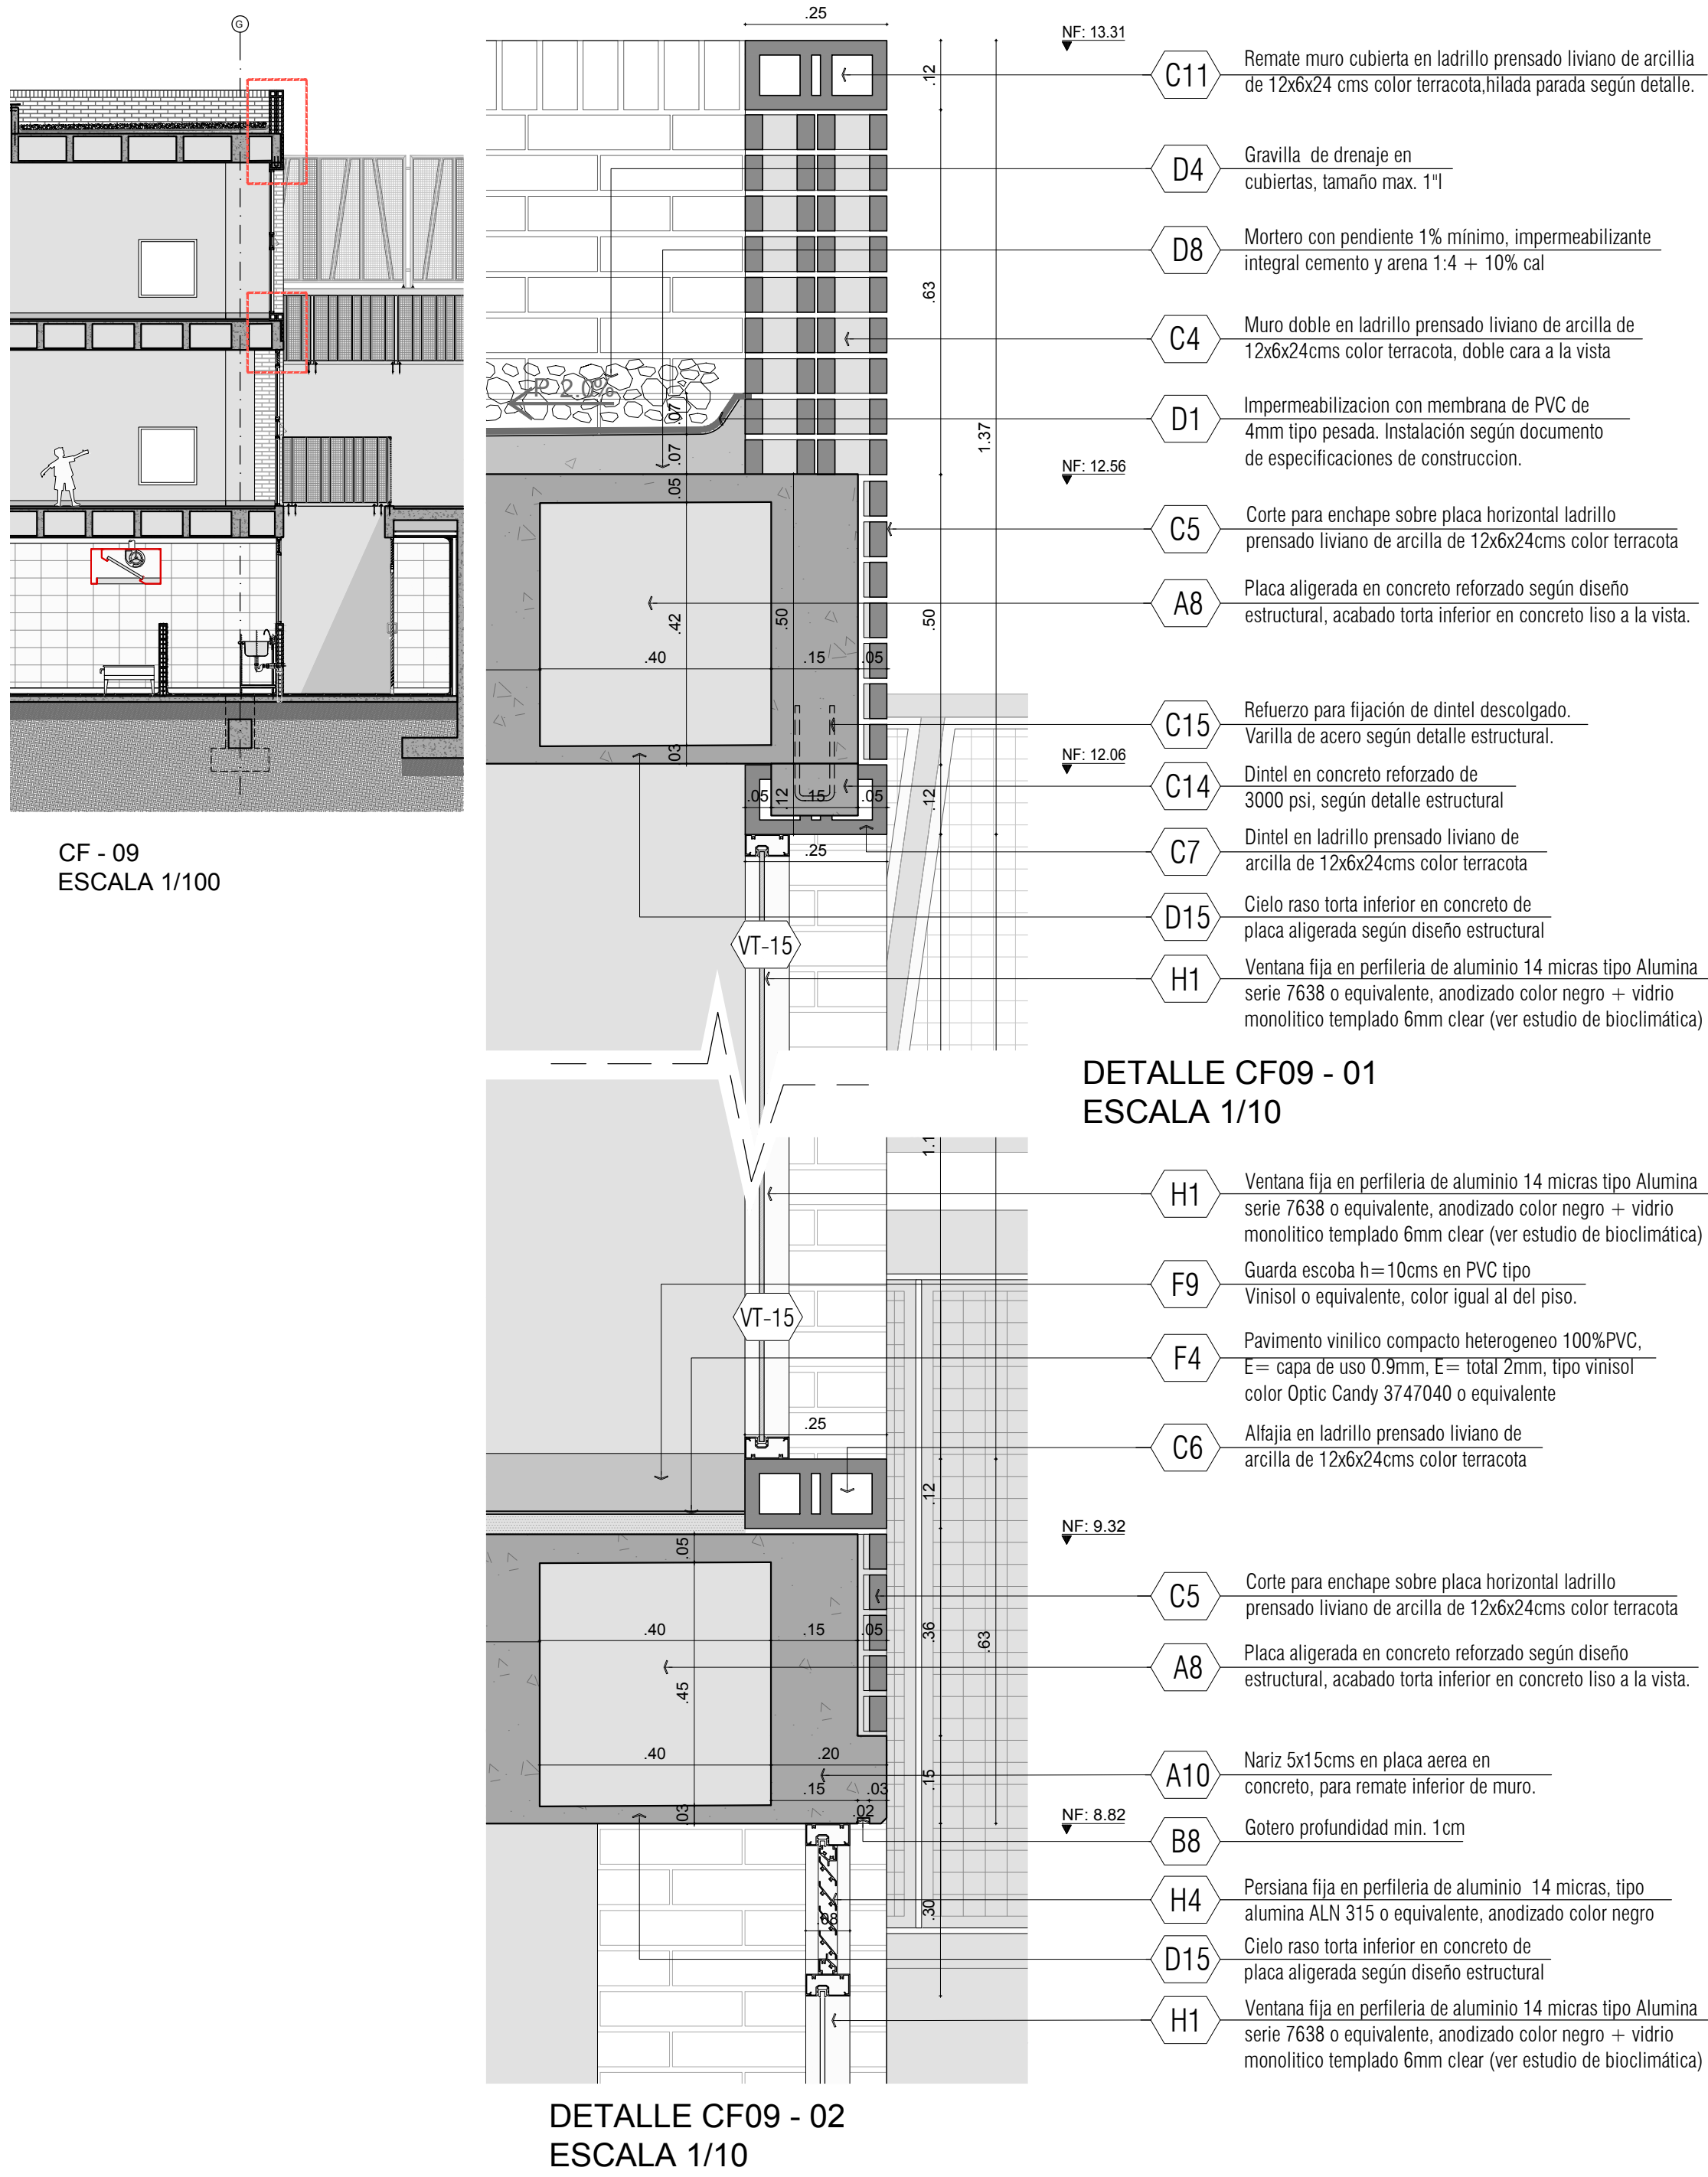 G
CF - 09
ESCALA 1/100
.25
NF: 13.31
.12
C11
Remate muro cubierta en ladrillo prensado liviano de arcillia
de 12x6x24 cms color terracota,hilada parada según detalle.
D4
Gravilla de drenaje en
cubiertas, tamaño max. 1"l
D8
Mortero con pendiente 1% mínimo, impermeabilizante
integral cemento y arena 1:4 + 10% cal
.63
C4
Muro doble en ladrillo prensado liviano de arcilla de
12x6x24cms color terracota, doble cara a la vista
P 2.0%
.07
D1
Impermeabilizacion con membrana de PVC de
4mm tipo pesada. Instalación según documento
de especificaciones de construccion.
1.37
.07
NF: 12.56
.05
C5
Corte para enchape sobre placa horizontal ladrillo
prensado liviano de arcilla de 12x6x24cms color terracota
A8
Placa aligerada en concreto reforzado según diseño
estructural, acabado torta inferior en concreto liso a la vista.
.42
.50
.50
.40
.15
.05
C15
Refuerzo para fijación de dintel descolgado.
Varilla de acero según detalle estructural.
.03
NF: 12.06
C14
Dintel en concreto reforzado de
3000 psi, según detalle estructural
.05
.12
.15
.05
.12
C7
Dintel en ladrillo prensado liviano de
arcilla de 12x6x24cms color terracota
.25
D15
Cielo raso torta inferior en concreto de
placa aligerada según diseño estructural
VT-15
H1
Ventana fija en perfileria de aluminio 14 micras tipo Alumina
serie 7638 o equivalente, anodizado color negro + vidrio
monolitico templado 6mm clear (ver estudio de bioclimática)
DETALLE CF09 - 01
ESCALA 1/10
1.1
H1
Ventana fija en perfileria de aluminio 14 micras tipo Alumina
serie 7638 o equivalente, anodizado color negro + vidrio
monolitico templado 6mm clear (ver estudio de bioclimática)
F9
Guarda escoba h=10cms en PVC tipo
Vinisol o equivalente, color igual al del piso.
VT-15
F4
Pavimento vinilico compacto heterogeneo 100%PVC,
E= capa de uso 0.9mm, E= total 2mm, tipo vinisol
color Optic Candy 3747040 o equivalente
.25
C6
Alfajia en ladrillo prensado liviano de
arcilla de 12x6x24cms color terracota
.12
NF: 9.32
.05
C5
Corte para enchape sobre placa horizontal ladrillo
prensado liviano de arcilla de 12x6x24cms color terracota
.40
.15
.05
.36
.63
A8
Placa aligerada en concreto reforzado según diseño
estructural, acabado torta inferior en concreto liso a la vista.
.45
.40
.20
A10
Nariz 5x15cms en placa aerea en
concreto, para remate inferior de muro.
.15
.03
.15
.03
.02
NF: 8.82
B8
Gotero profundidad min. 1cm
H4
Persiana fija en perfileria de aluminio 14 micras, tipo
alumina ALN 315 o equivalente, anodizado color negro
.08
.30
D15
Cielo raso torta inferior en concreto de
placa aligerada según diseño estructural
H1
Ventana fija en perfileria de aluminio 14 micras tipo Alumina
serie 7638 o equivalente, anodizado color negro + vidrio
monolitico templado 6mm clear (ver estudio de bioclimática)
DETALLE CF09 - 02
ESCALA 1/10